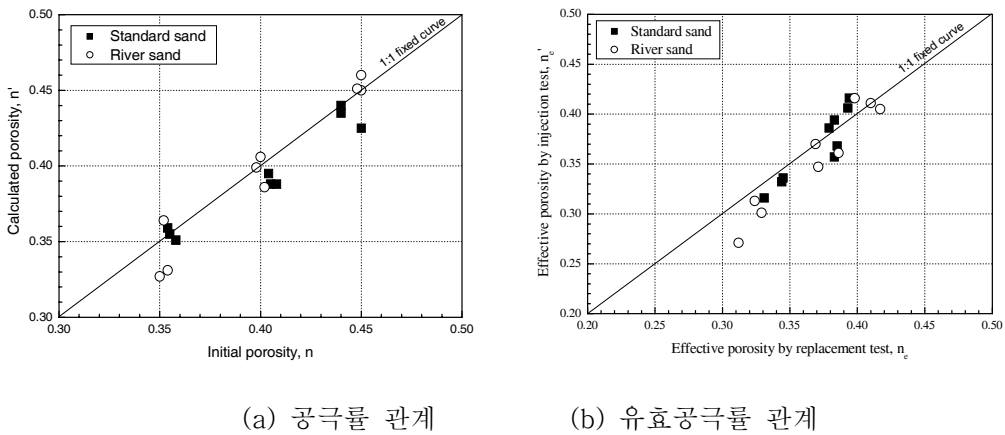 0.50
Standard sand
River sand
1:1 fixed curve
0.45
0.40
0.35
0.30
Calculated porosity, n'
0.30 0.35 0.40 0.45 0.50
Initial porosity, n
0.50
Standard sand
River sand
1:1 fixed curve
0.45
0.40
0.35
0.30
0.25
0.20
Effective porosity by injection test, nₑ'
0.20 0.25 0.30 0.35 0.40 0.45 0.50
Effective porosity by replacement test, nₑ
(a) 공극률 관계 (b) 유효공극률 관계